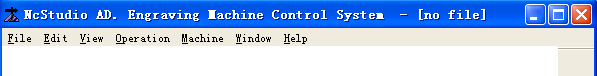 NcStudio AD. Engraving Machine Control System - [no file]
File Edit View Operation Machine Window Help